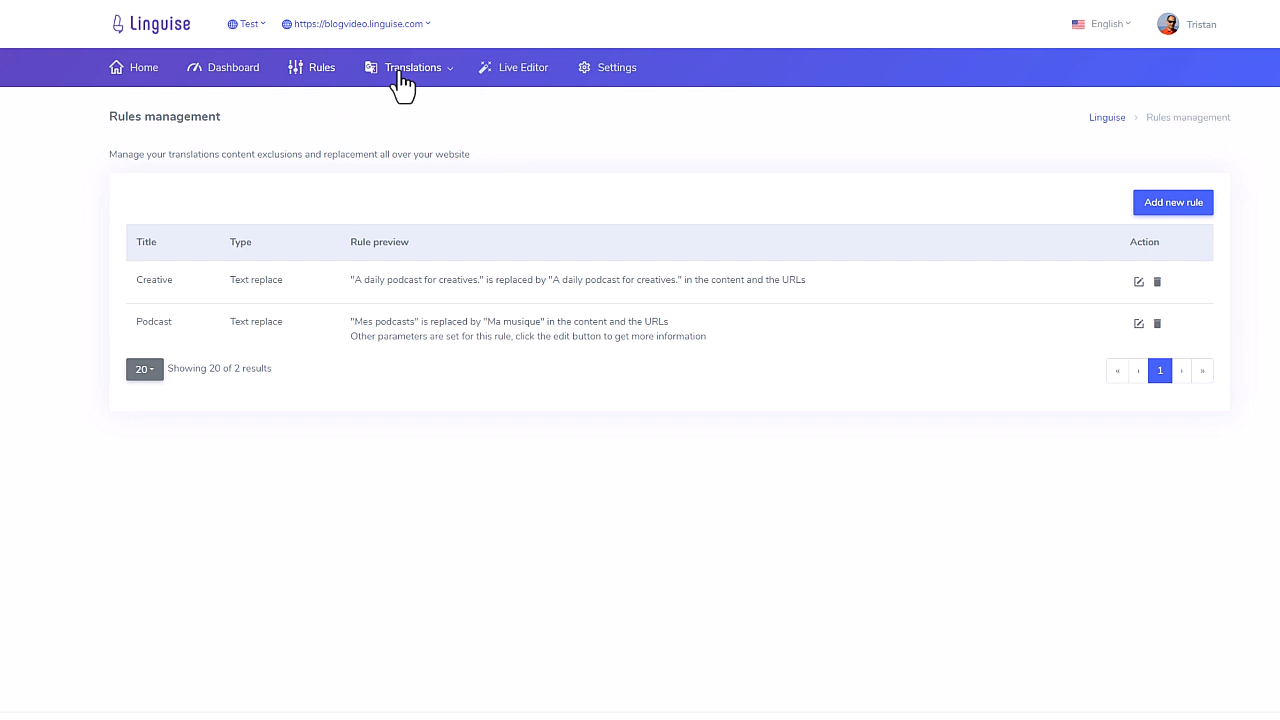 Linguise Test https://blogvideo.linguise.com English Tristan
Home Dashboard Rules Translations Live Editor Settings
Rules management Linguise › Rules management
Manage your translations content exclusions and replacement all over your website
Add new rule
Title Type Rule preview Action
Creative Text replace "A daily podcast for creatives." is replaced by "A daily podcast for creatives." in the content and the URLs
Podcast Text replace "Mes podcasts" is replaced by "Ma musique" in the content and the URLs
Other parameters are set for this rule, click the edit button to get more information
20 Showing 20 of 2 results « ‹ 1 › »